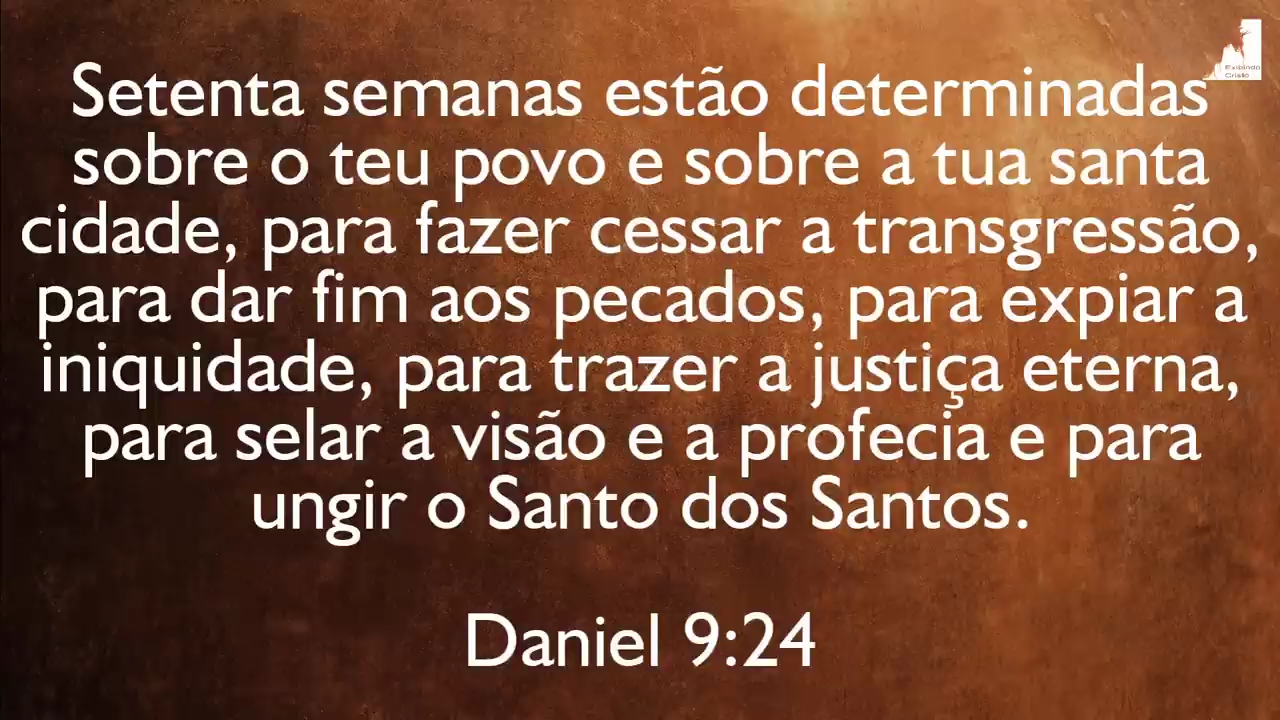 Exibindo
Cristo
Setenta semanas estão determinadas
sobre o teu povo e sobre a tua santa
cidade, para fazer cessar a transgressão,
para dar fim aos pecados, para expiar a
iniquidade, para trazer a justiça eterna,
para selar a visão e a profecia e para
ungir o Santo dos Santos.
Daniel 9:24